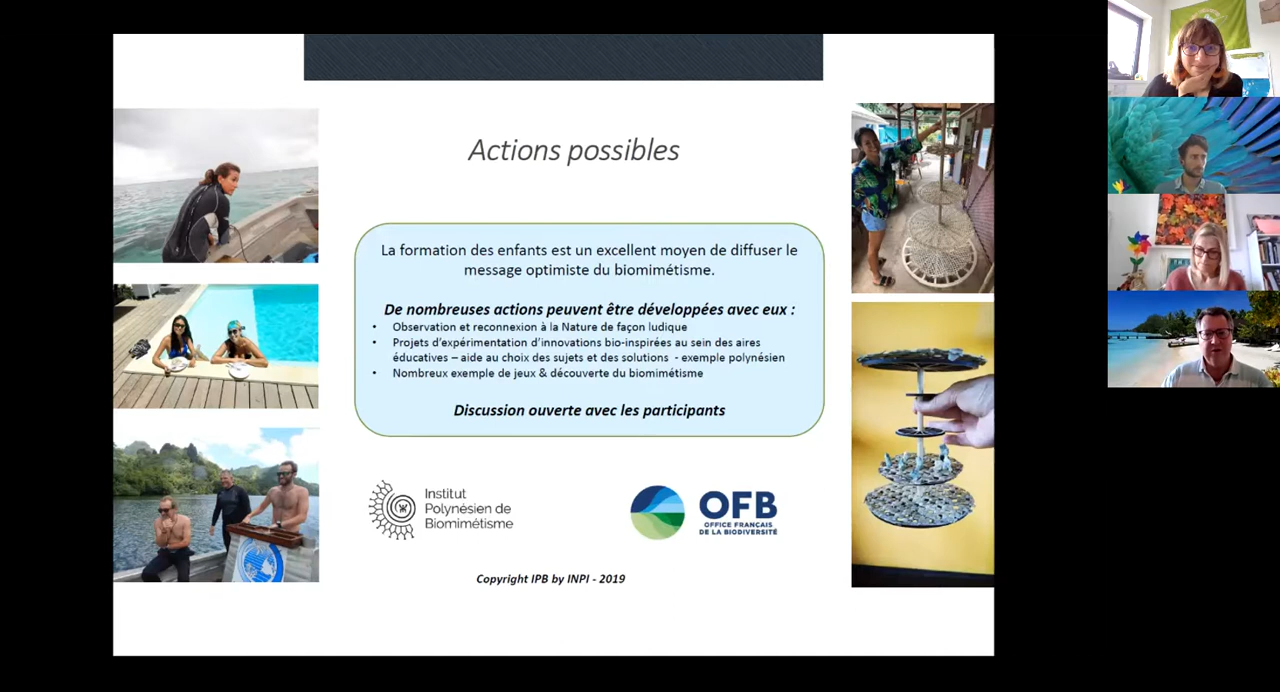 Actions possibles
La formation des enfants est un excellent moyen de diffuser le
message optimiste du biomimétisme.
De nombreuses actions peuvent être développées avec eux :
• Observation et reconnexion à la Nature de façon ludique
• Projets d'expérimentation d'innovations bio-inspirées au sein des aires
éducatives – aide au choix des sujets et des solutions - exemple polynésien
• Nombreux exemple de jeux & découverte du biomimétisme
Discussion ouverte avec les participants
Institut
Polynésien de
Biomimétisme
OFB
OFFICE FRANÇAIS
DE LA BIODIVERSITÉ
Copyright IPB by INPI - 2019